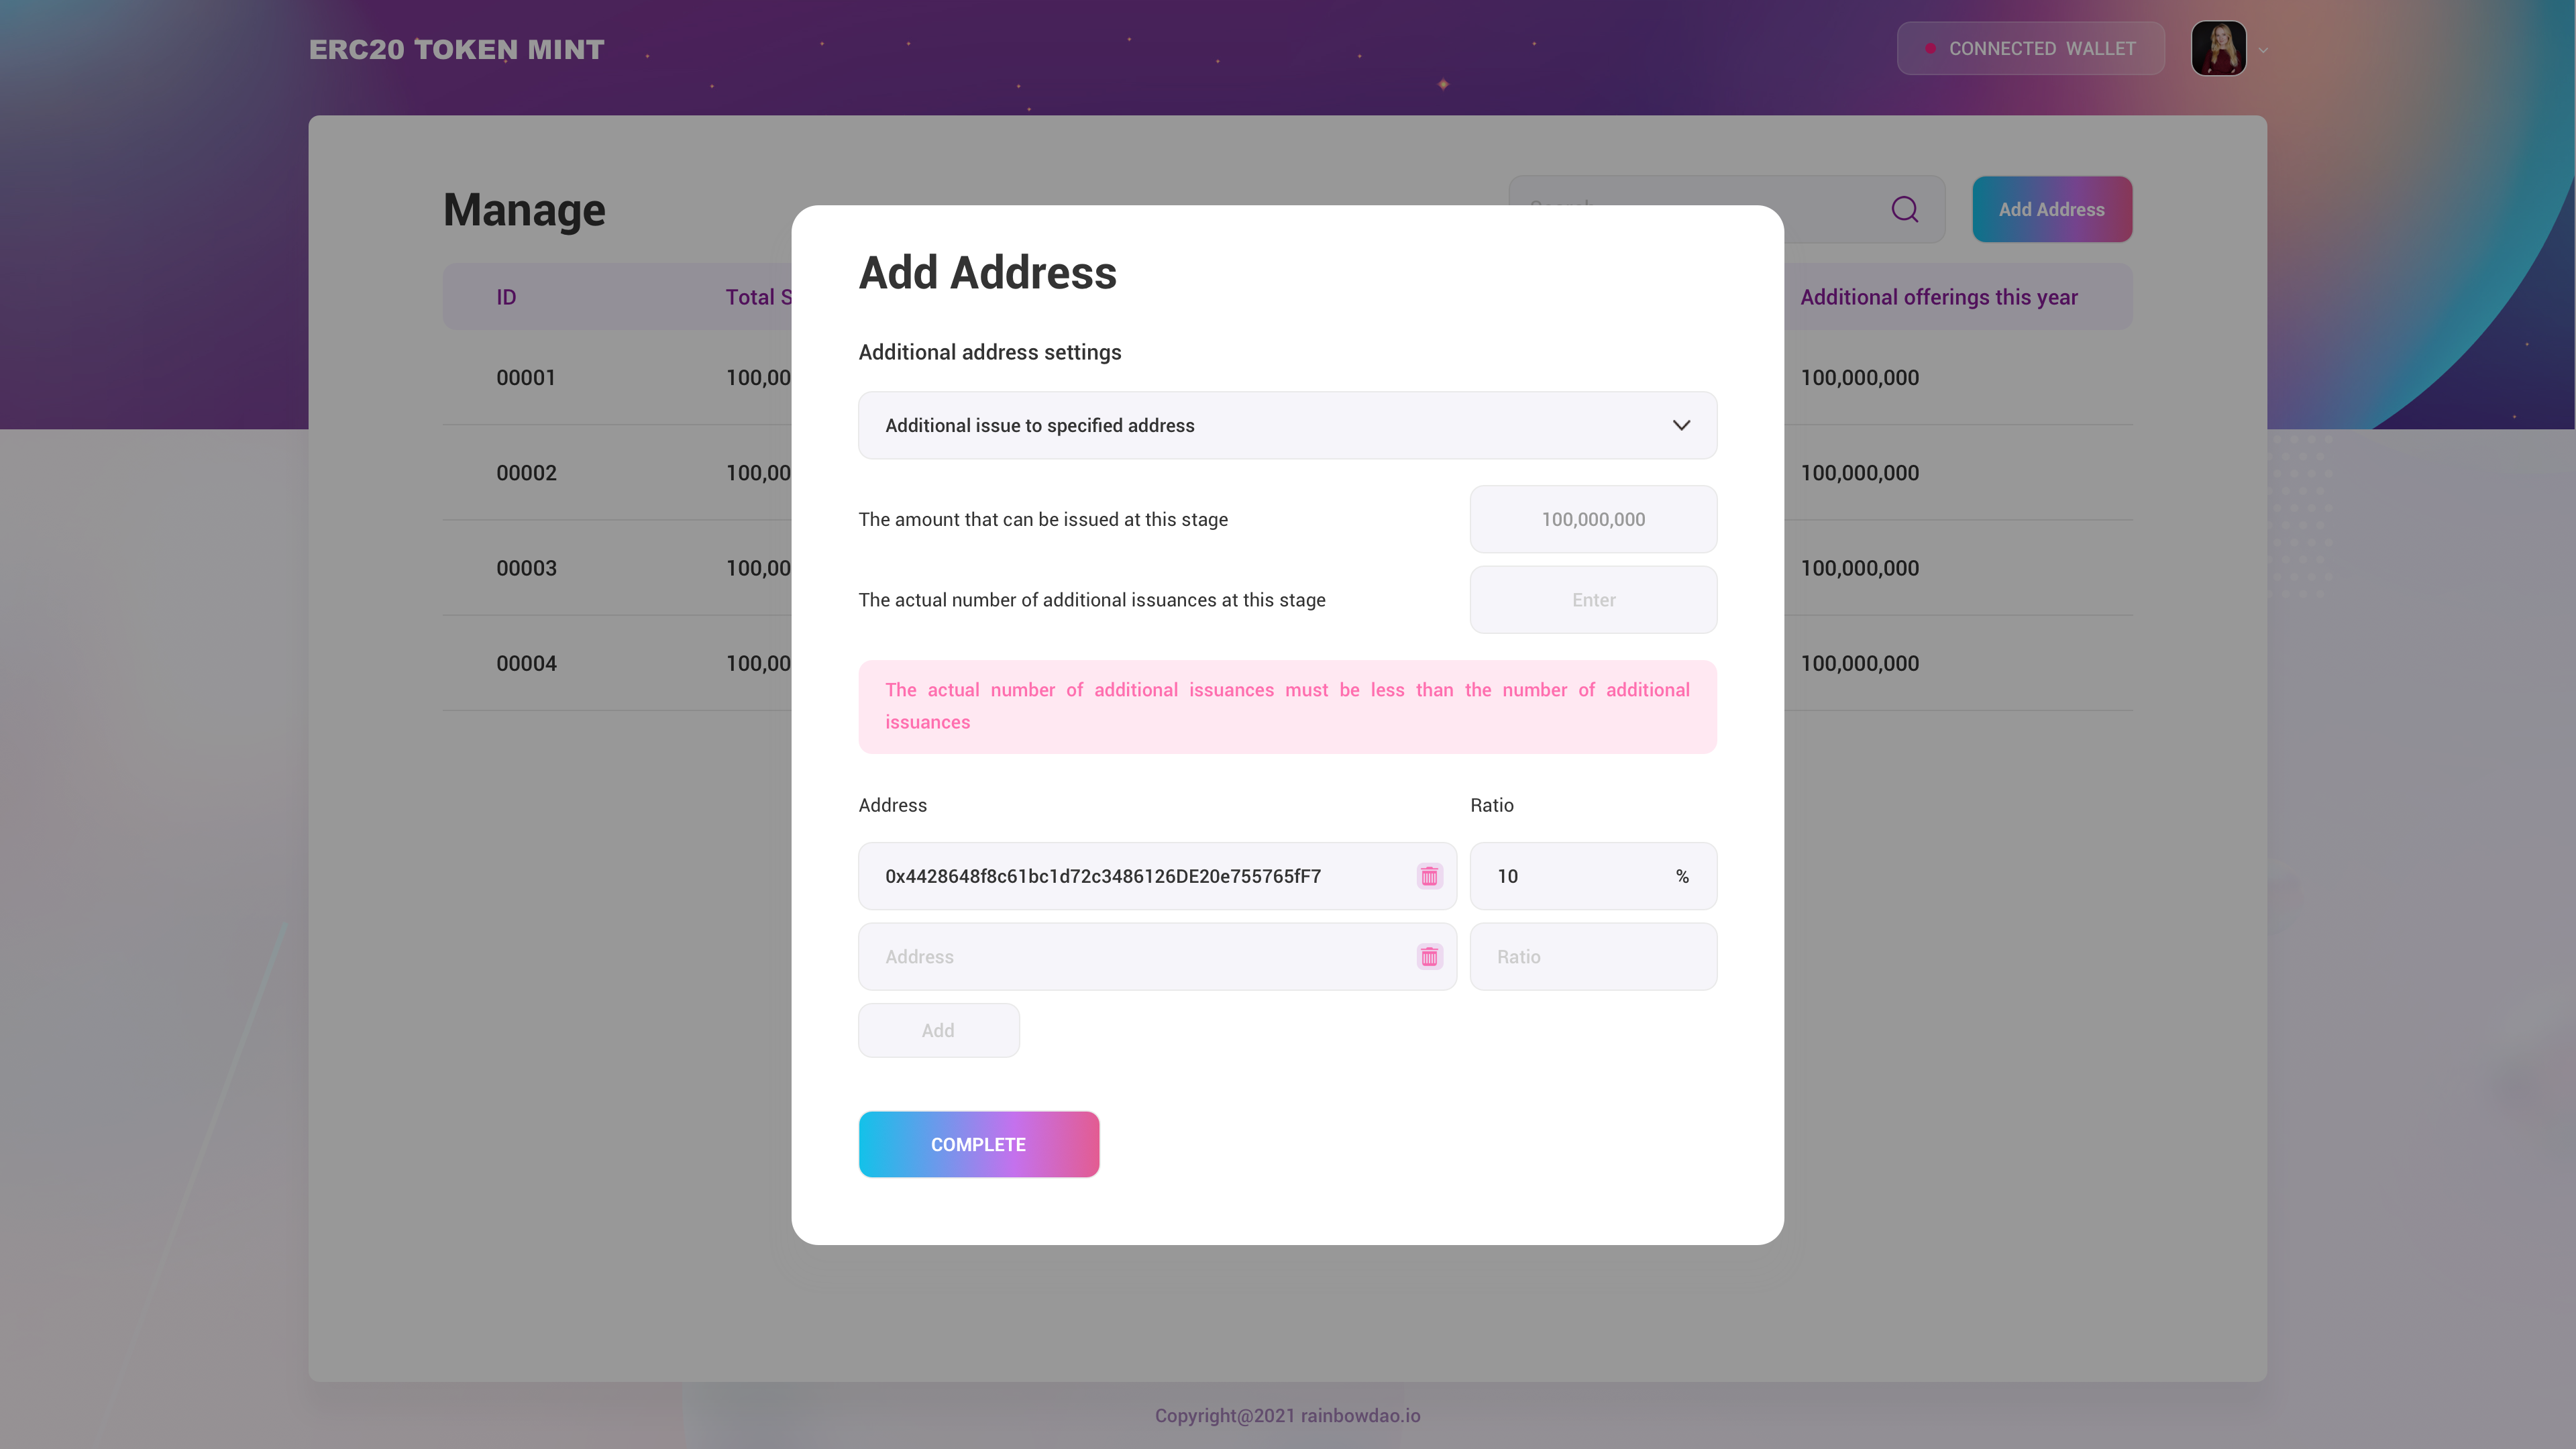 ERC20 TOKEN MINT
CONNECTED WALLET
Manage
Add Address
ID
Total S
Additional offerings this year
00001
100,00
100,000,000
00002
100,00
100,000,000
00003
100,00
100,000,000
00004
100,00
100,000,000
Add Address
Additional address settings
Additional issue to specified address
The amount that can be issued at this stage
100,000,000
The actual number of additional issuances at this stage
Enter
The actual number of additional issuances must be less than the number of additional
issuances
Address
Ratio
0x4428648f8c61bc1d72c3486126DE20e755765fF7
10
%
Address
Ratio
Add
COMPLETE
Copyright@2021 rainbowdao.io